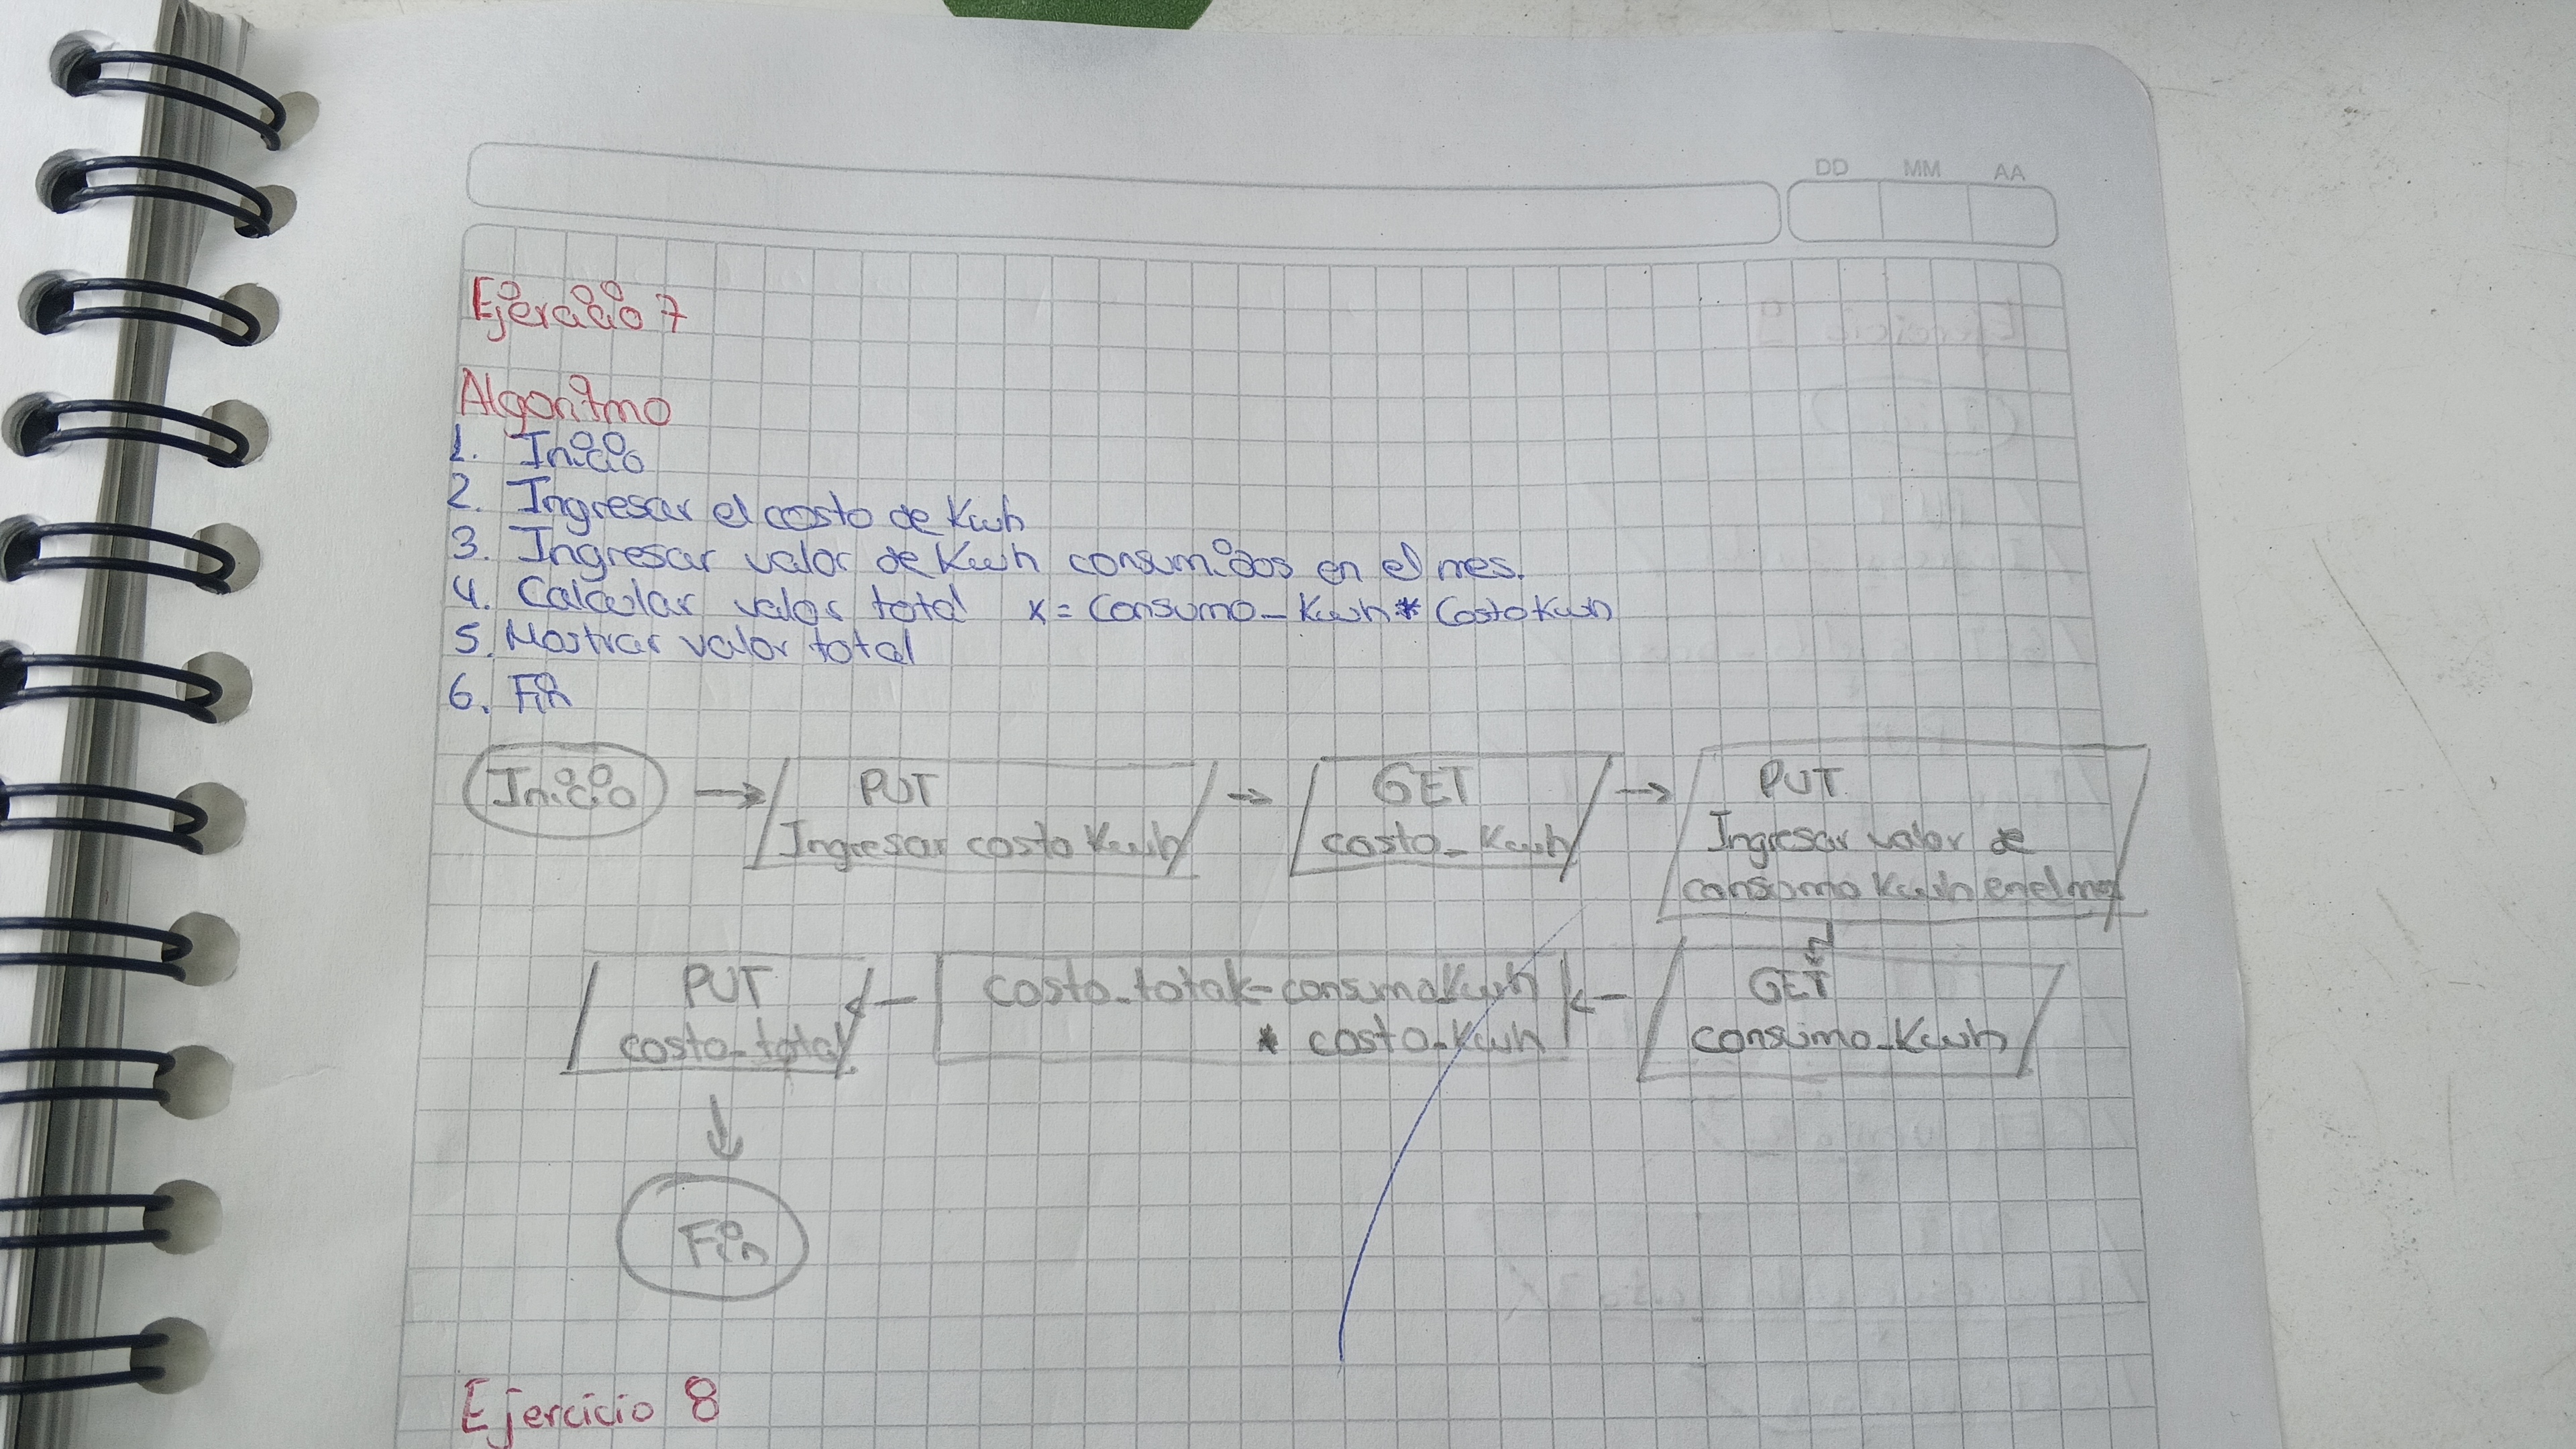 DD MM AA
Ejercicio 7
Algoritmo
1. Inicio
2. Ingresar el costo de Kwh
3. Ingresar valor de Kwh consumidos en el mes.
4. Calcular valor total x = Consumo_Kwh * Costo Kwh
5. Mostrar valor total
6. Fin
Inicio
PUT
Ingresar costo Kwh
GET
costo_Kwh
PUT
Ingresar valor de
consumo Kwh en el mes
GET
consumo_Kwh
costo_total<-consumo_Kwh
* costo_Kwh
PUT
costo_total
Fin
Ejercicio 8